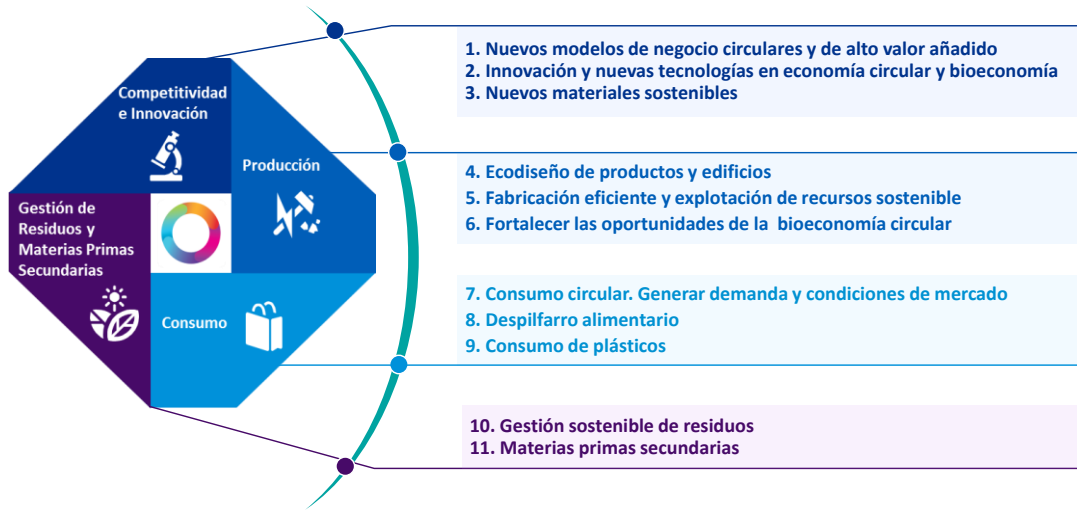 Competitividad
e Innovación
Producción
Gestión de
Residuos y
Materias Primas
Secundarias
Consumo
1. Nuevos modelos de negocio circulares y de alto valor añadido
2. Innovación y nuevas tecnologías en economía circular y bioeconomía
3. Nuevos materiales sostenibles
4. Ecodiseño de productos y edificios
5. Fabricación eficiente y explotación de recursos sostenible
6. Fortalecer las oportunidades de la bioeconomía circular
7. Consumo circular. Generar demanda y condiciones de mercado
8. Despilfarro alimentario
9. Consumo de plásticos
10. Gestión sostenible de residuos
11. Materias primas secundarias